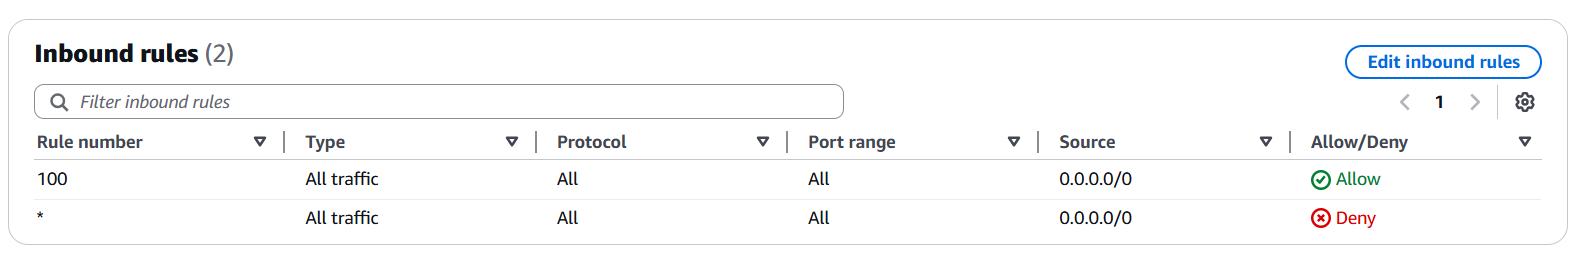 Inbound rules (2)
Edit inbound rules
Filter inbound rules
1
Rule number Type Protocol Port range Source Allow/Deny
100 All traffic All All 0.0.0.0/0 Allow
* All traffic All All 0.0.0.0/0 Deny